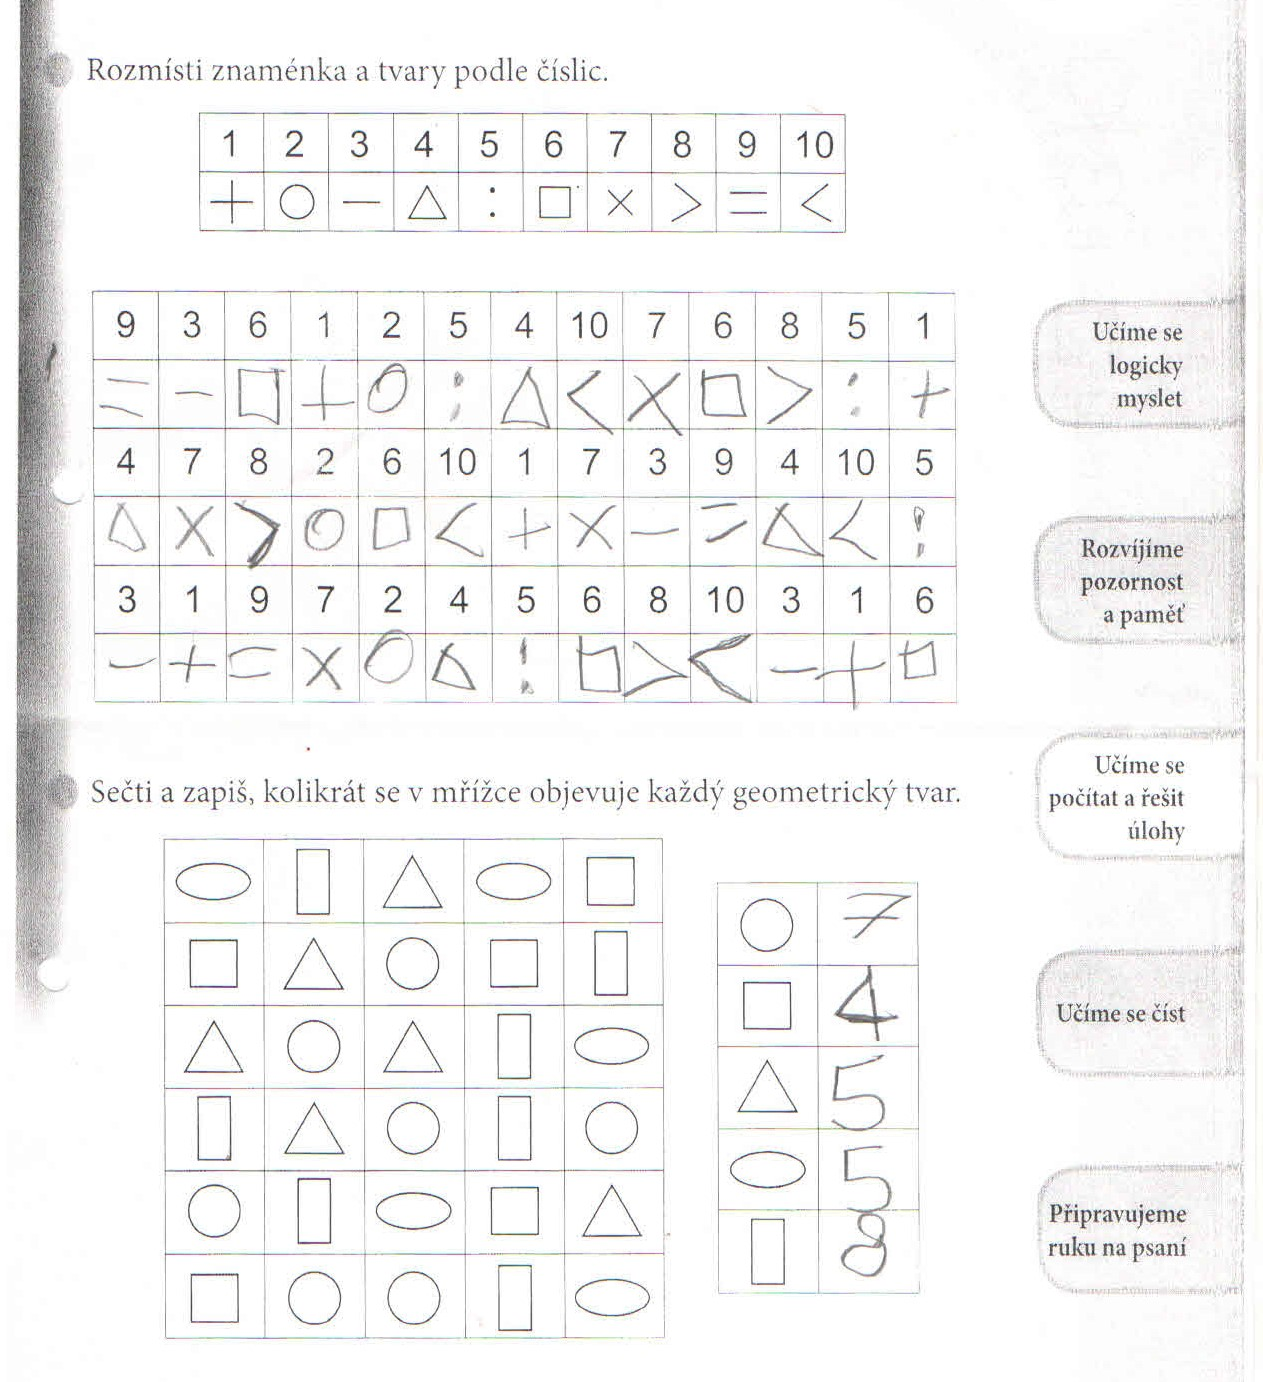 Rozmísti znaménka a tvary podle číslic.
1 2 3 4 5 6 7 8 9 10
+ ○ − △ : □ × > = <
9 3 6 1 2 5 4 10 7 6 8 5 1
= − □ + ○ : △ < × □ > : +
4 7 8 2 6 10 1 7 3 9 4 10 5
△ × > ○ □ < + × − = △ < :
3 1 9 7 2 4 5 6 8 10 3 1 6
− + = × ○ △ : □ > < − + □
Učíme se
logicky
myslet
Rozvíjíme
pozornost
a paměť
Učíme se
počítat a řešit
úlohy
Učíme se číst
Připravujeme
ruku na psaní
Sečti a zapiš, kolikrát se v mřížce objevuje každý geometrický tvar.
7
4
5
5
8